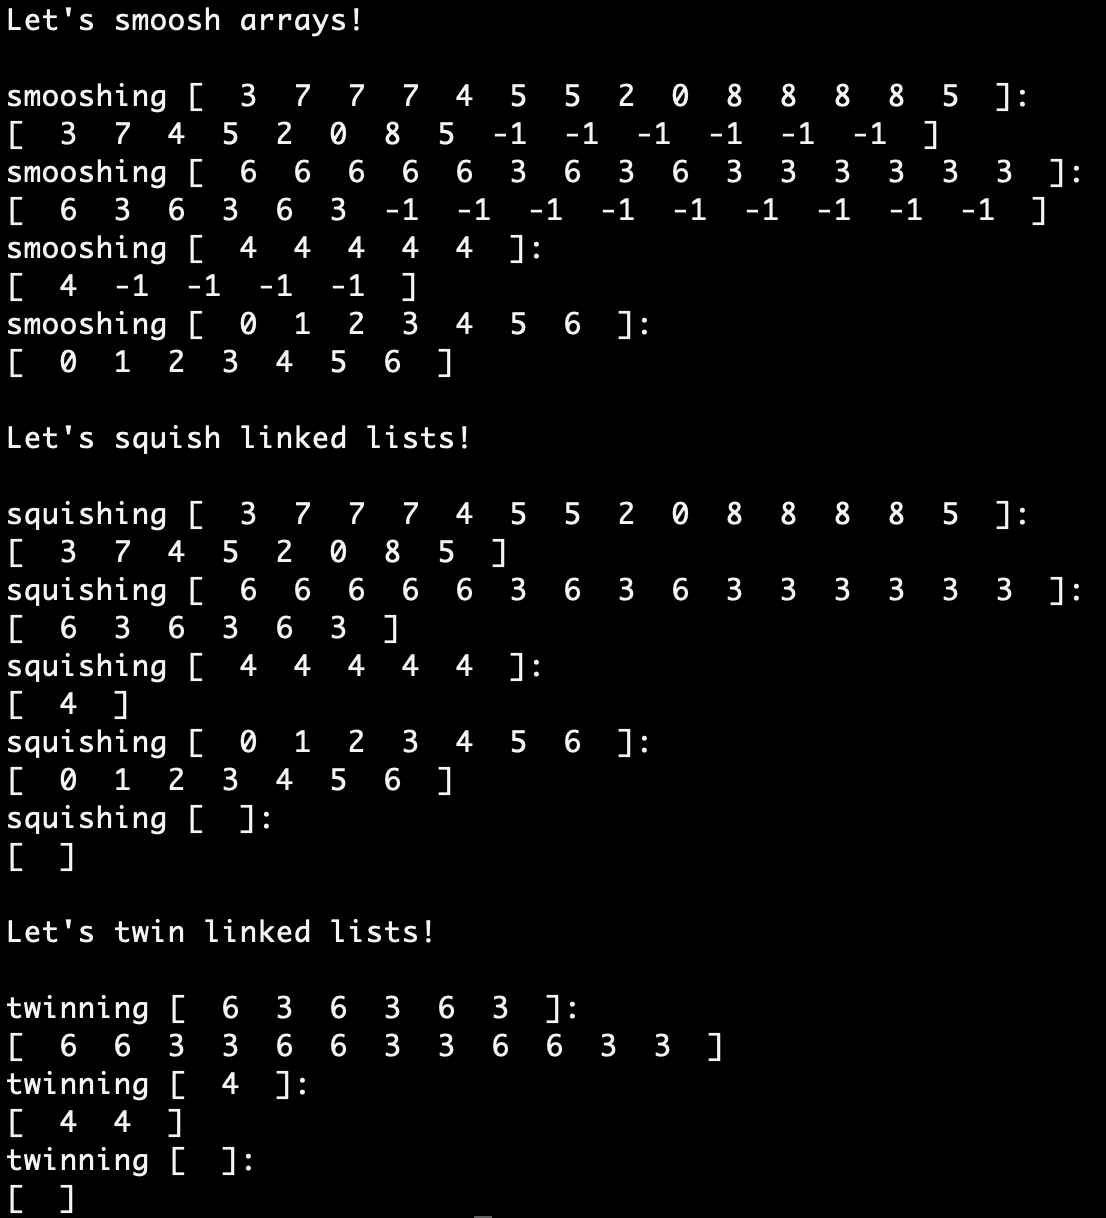 Let's smoosh arrays!
smooshing [  3  7  7  7  4  5  5  2  0  8  8  8  8  5  ]:
[  3  7  4  5  2  0  8  5  -1  -1  -1  -1  -1  -1  ]
smooshing [  6  6  6  6  6  3  6  3  6  3  3  3  3  3  3  ]:
[  6  3  6  3  6  3  -1  -1  -1  -1  -1  -1  -1  -1  -1  ]
smooshing [  4  4  4  4  4  ]:
[  4  -1  -1  -1  -1  ]
smooshing [  0  1  2  3  4  5  6  ]:
[  0  1  2  3  4  5  6  ]
Let's squish linked lists!
squishing [  3  7  7  7  4  5  5  2  0  8  8  8  8  5  ]:
[  3  7  4  5  2  0  8  5  ]
squishing [  6  6  6  6  6  3  6  3  6  3  3  3  3  3  3  ]:
[  6  3  6  3  6  3  ]
squishing [  4  4  4  4  4  ]:
[  4  ]
squishing [  0  1  2  3  4  5  6  ]:
[  0  1  2  3  4  5  6  ]
squishing [  ]:
[  ]
Let's twin linked lists!
twinning [  6  3  6  3  6  3  ]:
[  6  6  3  3  6  6  3  3  6  6  3  3  ]
twinning [  4  ]:
[  4  4  ]
twinning [  ]:
[  ]